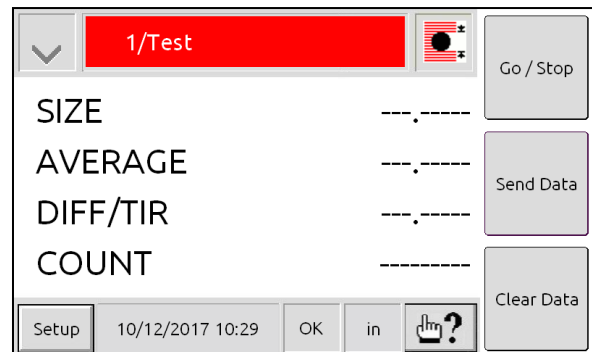 1/Test
SIZE ---.-----
AVERAGE ---.-----
DIFF/TIR ---.-----
COUNT ---------
Setup 10/12/2017 10:29 OK in ?
Go / Stop
Send Data
Clear Data